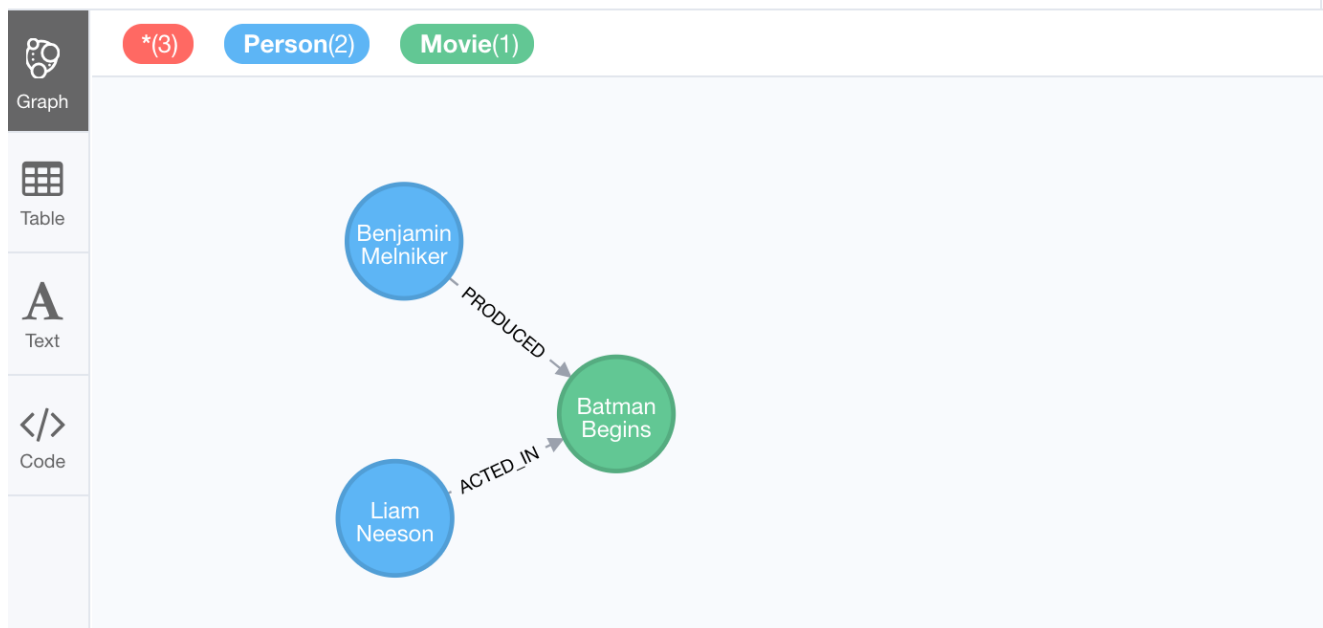 *(3) Person(2) Movie(1)
Graph
Table
Text
Code
Benjamin
Melniker
PRODUCED
Batman
Begins
ACTED_IN
Liam
Neeson